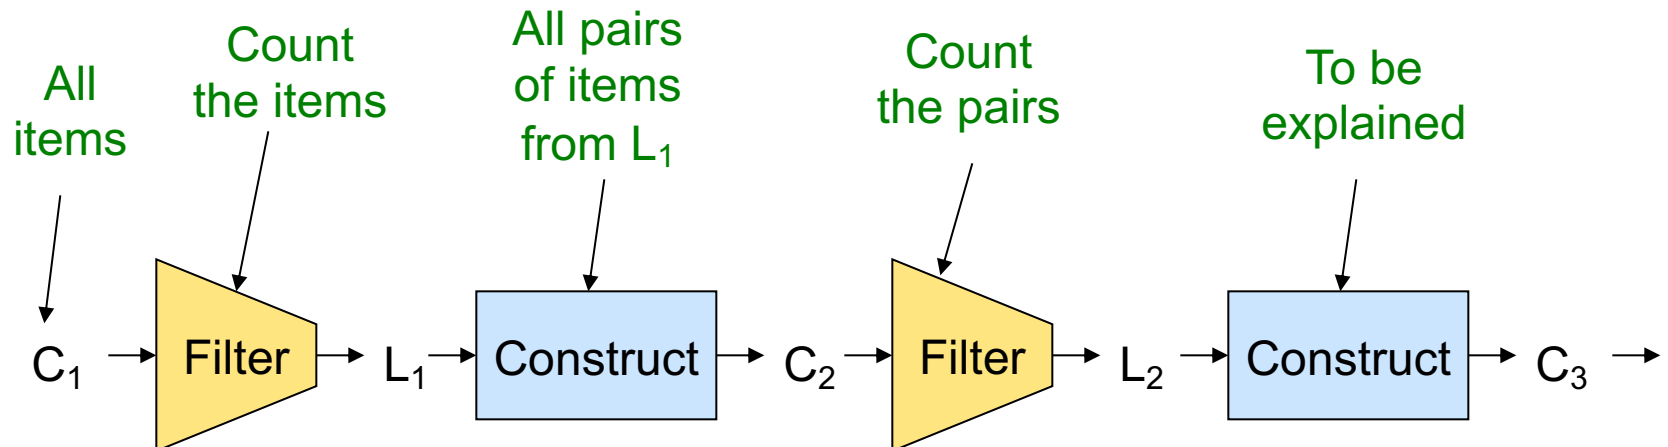 All
items
Count
the items
All pairs
of items
from L₁
Count
the pairs
To be
explained
C₁
Filter
L₁
Construct
C₂
Filter
L₂
Construct
C₃